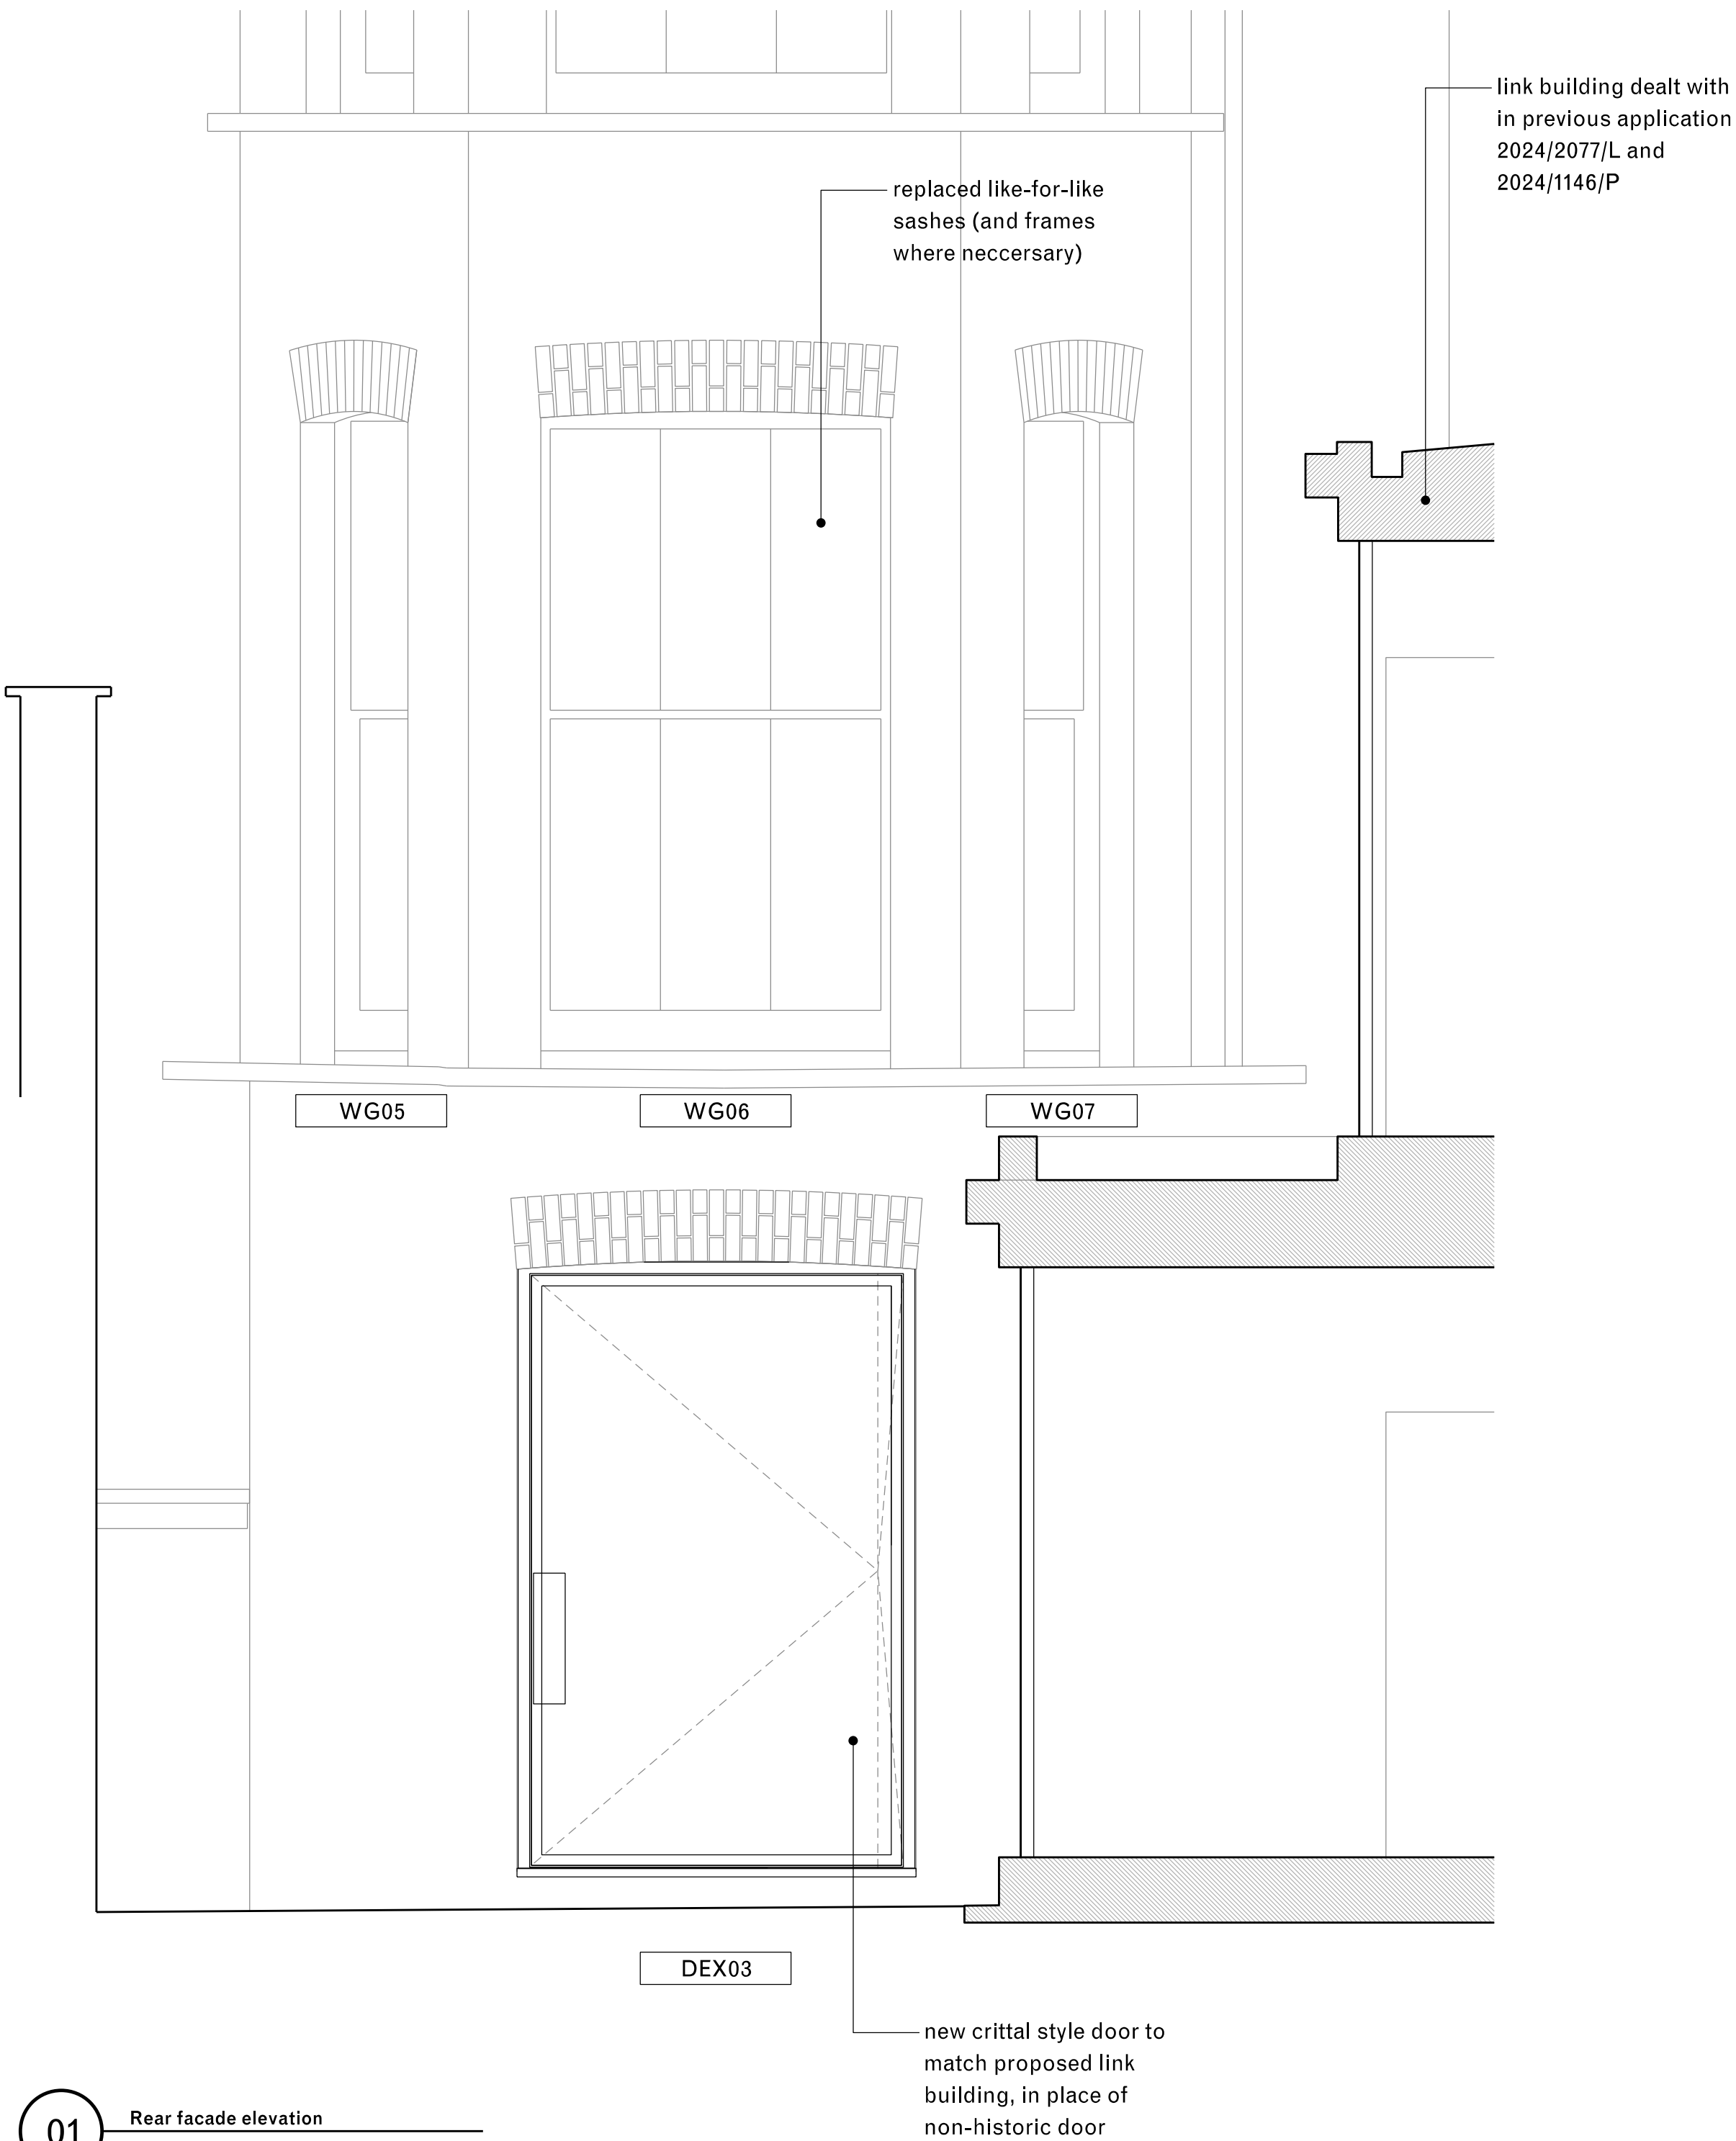 link building dealt with
in previous application
2024/2077/L and
2024/1146/P
replaced like-for-like
sashes (and frames
where neccersary)
WG05
WG06
WG07
DEX03
new crittal style door to
match proposed link
building, in place of
non-historic door
01
Rear facade elevation